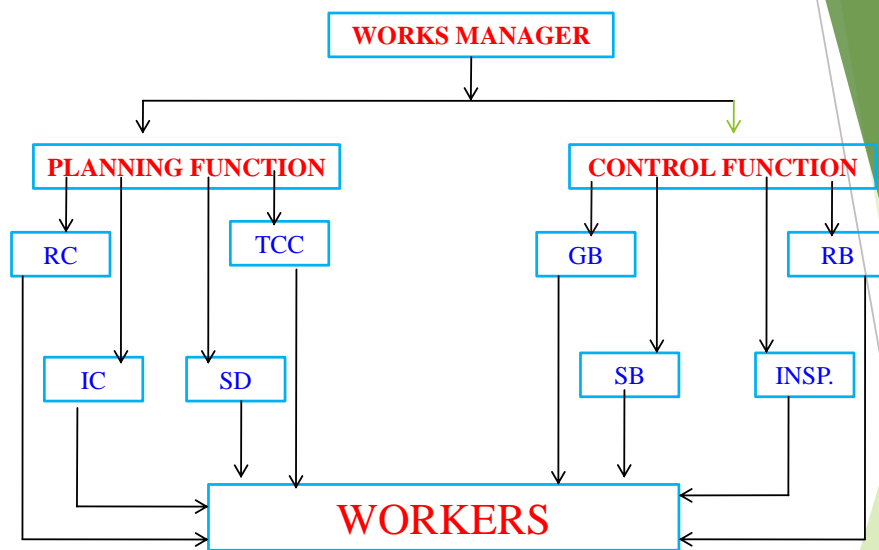 WORKS MANAGER
PLANNING FUNCTION
CONTROL FUNCTION
RC
TCC
GB
RB
IC
SD
SB
INSP.
WORKERS